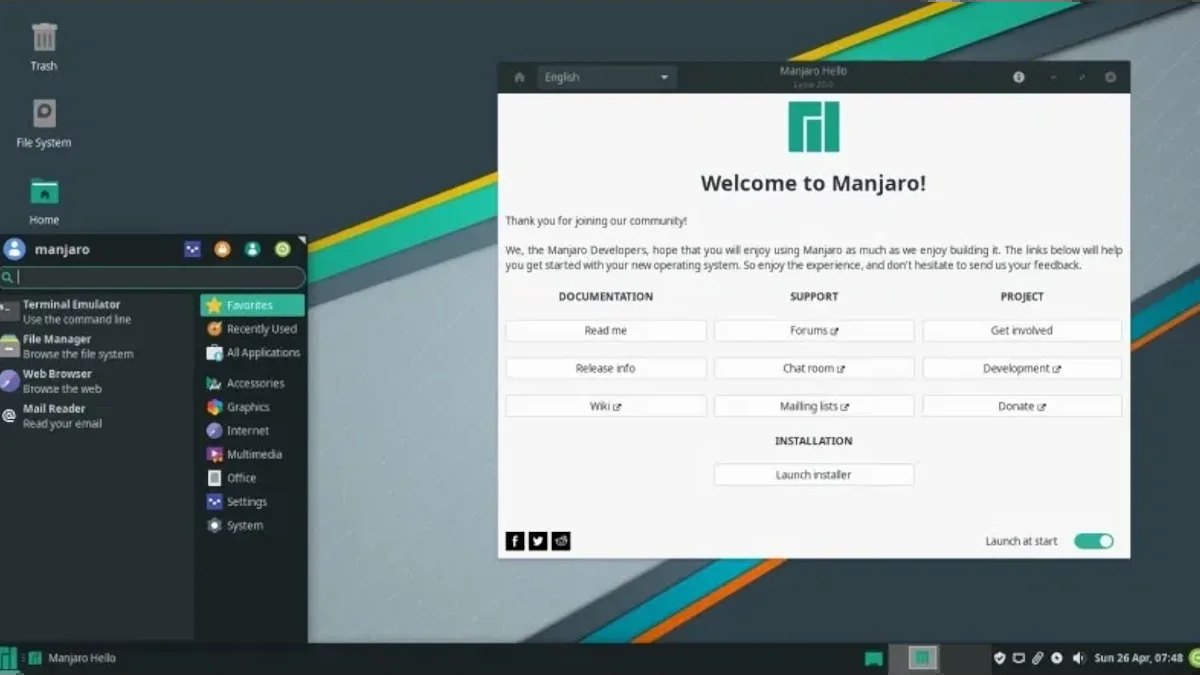 Trash
File System
Home
manjaro
Terminal Emulator
Use the command line
File Manager
Browse the file system
Web Browser
Browse the web
Mail Reader
Read your email
Favorites
Recently Used
All Applications
Accessories
Graphics
Internet
Multimedia
Office
Settings
System
English
Manjaro Hello
Welcome to Manjaro!
Thank you for joining our community!
We, the Manjaro Developers, hope that you will enjoy using Manjaro as much as we enjoy building it. The links below will help
you get started with your new operating system. So enjoy the experience, and don't hesitate to send us your feedback.
DOCUMENTATION
SUPPORT
PROJECT
Read me
Forums
Get involved
Release info
Chat room
Development
Wiki
Mailing lists
Donate
INSTALLATION
Launch installer
Launch at start
Manjaro Hello
Sun 26 Apr, 07:48